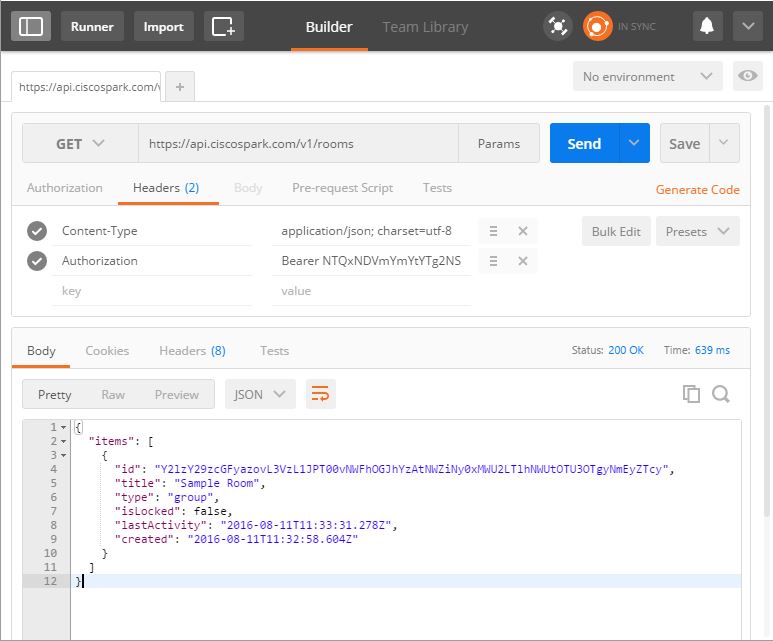 Runner Import Builder Team Library IN SYNC
https://api.ciscospark.com/v + No environment
GET https://api.ciscospark.com/v1/rooms Params Send Save
Authorization Headers (2) Body Pre-request Script Tests Generate Code
Content-Type application/json; charset=utf-8 Bulk Edit Presets
Authorization Bearer NTQxNDVmYmYtYTg2NS
key value
Body Cookies Headers (8) Tests Status: 200 OK Time: 639 ms
Pretty Raw Preview JSON
1 {
2 "items": [
3 {
4 "id": "Y2lzY29zcGFyazovL3VzL1JPT00vNWFhOGJhYzAtNWZiNy0xMWU2LTlhNWUtOTU3OTgyNmEyZTcy",
5 "title": "Sample Room",
6 "type": "group",
7 "isLocked": false,
8 "lastActivity": "2016-08-11T11:33:31.278Z",
9 "created": "2016-08-11T11:32:58.604Z"
10 }
11 ]
12 }